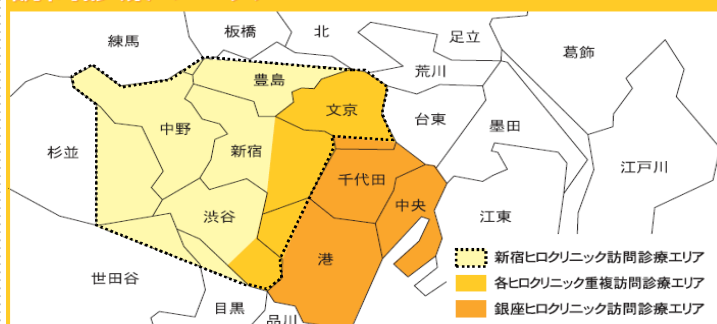 板橋
北
練馬
足立
葛飾
荒川
豊島
文京
台東
中野
墨田
杉並
新宿
江戸川
千代田
中央
渋谷
江東
港
新宿ヒロクリニック訪問診療エリア
世田谷
各ヒロクリニック重複訪問診療エリア
目黒
銀座ヒロクリニック訪問診療エリア
品川